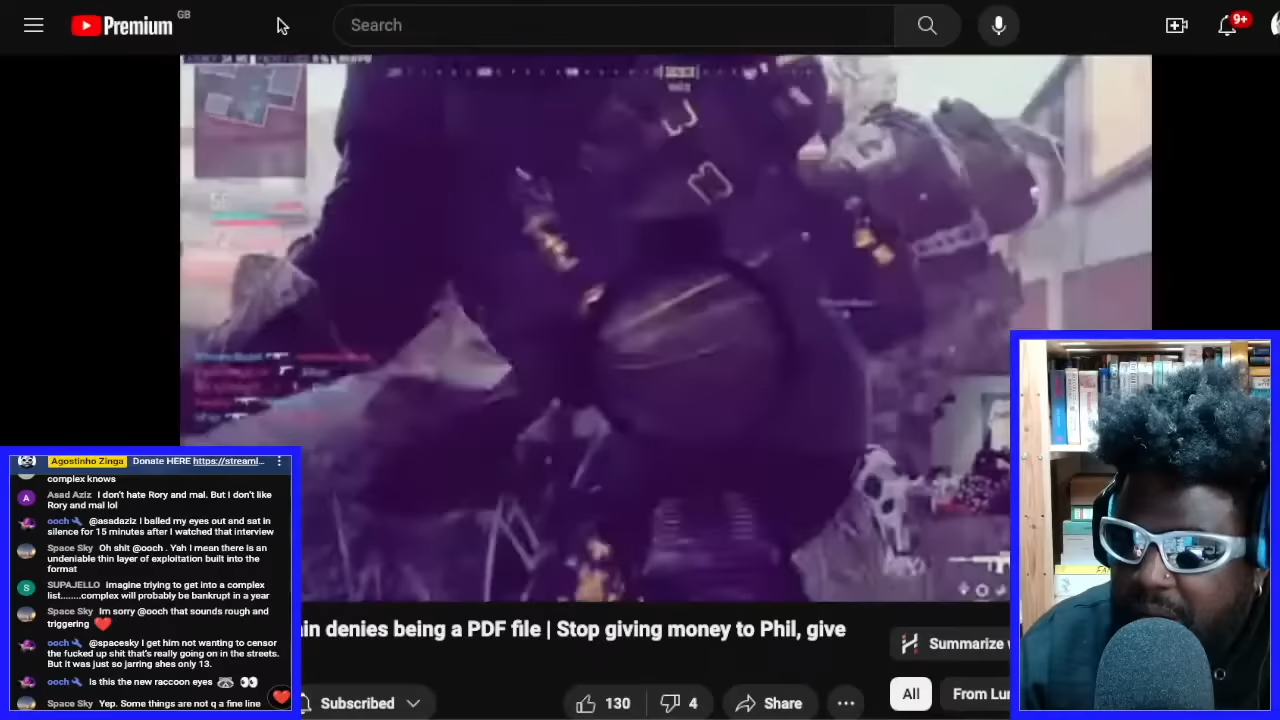 Premium GB
Search
9+
in denies being a PDF file | Stop giving money to Phil, give
Summarize
All
From
Subscribed
130
4
Share
Agostinho Zinga Donate HERE https://streaml...
complex knows
A Asad Aziz I don't hate Rory and mal. But I don't like
Rory and mal lol
ooch @asadaziz I balled my eyes out and sat in
silence for 15 minutes after I watched that interview
Space Sky Oh shit @ooch . Yah I mean there is an
undeniable thin layer of exploitation built into the
format
S SUPAJELLO imagine triying to get into a complex
list........complex will probably be bankrupt in a year
Space Sky Im sorry @ooch that sounds rough and
triggering ❤️
ooch @spacesky I get him not wanting to censor
the fucked up shit that's really going on in the streets.
But it was just so jarring shes only 13.
ooch Is this the new raccoon eyes 🦝 👀
Space Sky Yep. Some things are not q a fine line